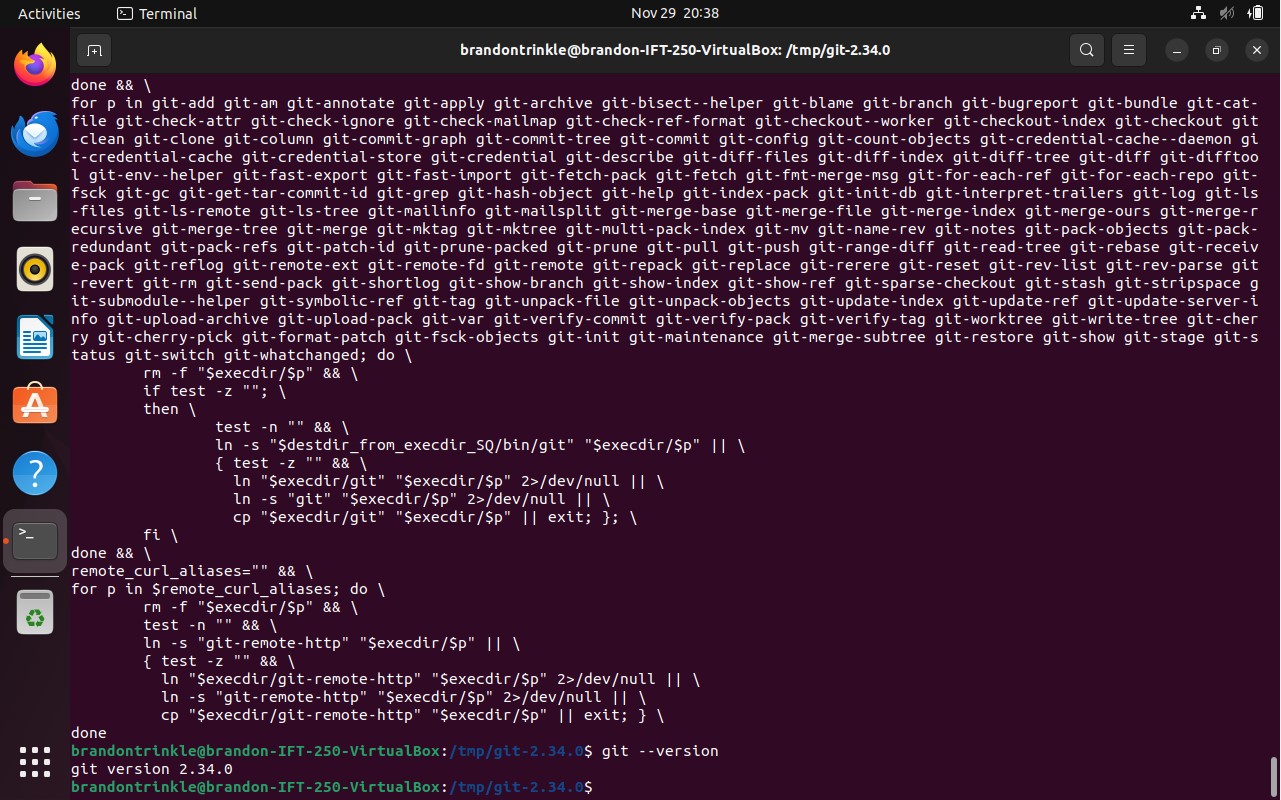 Activities
Terminal
Nov 29 20:38
brandontrinkle@brandon-IFT-250-VirtualBox: /tmp/git-2.34.0
done && \
for p in git-add git-am git-annotate git-apply git-archive git-bisect--helper git-blame git-branch git-bugreport git-bundle git-cat-
file git-check-attr git-check-ignore git-check-mailmap git-check-ref-format git-checkout--worker git-checkout-index git-checkout git
-clean git-clone git-column git-commit-graph git-commit-tree git-commit git-config git-count-objects git-credential-cache--daemon gi
t-credential-cache git-credential-store git-credential git-describe git-diff-files git-diff-index git-diff-tree git-diff git-difftoo
l git-env--helper git-fast-export git-fast-import git-fetch-pack git-fetch git-fmt-merge-msg git-for-each-ref git-for-each-repo git-
fsck git-gc git-get-tar-commit-id git-grep git-hash-object git-help git-index-pack git-init-db git-interpret-trailers git-log git-ls
-files git-ls-remote git-ls-tree git-mailinfo git-mailsplit git-merge-base git-merge-file git-merge-index git-merge-ours git-merge-r
ecursive git-merge-tree git-merge git-mktag git-mktree git-multi-pack-index git-mv git-name-rev git-notes git-pack-objects git-pack-
redundant git-pack-refs git-patch-id git-prune-packed git-prune git-pull git-push git-range-diff git-read-tree git-rebase git-receiv
e-pack git-reflog git-remote-ext git-remote-fd git-remote git-repack git-replace git-rerere git-reset git-rev-list git-rev-parse git
-revert git-rm git-send-pack git-shortlog git-show-branch git-show-index git-show-ref git-sparse-checkout git-stash git-stripspace g
it-submodule--helper git-symbolic-ref git-tag git-unpack-file git-unpack-objects git-update-index git-update-ref git-update-server-i
nfo git-upload-archive git-upload-pack git-var git-verify-commit git-verify-pack git-verify-tag git-worktree git-write-tree git-cher
ry git-cherry-pick git-format-patch git-fsck-objects git-init git-maintenance git-merge-subtree git-restore git-show git-stage git-s
tatus git-switch git-whatchanged; do \
        rm -f "$execdir/$p" && \
        if test -z ""; \
        then \
                test -n "" && \
                ln -s "$destdir_from_execdir_SQ/bin/git" "$execdir/$p" || \
                { test -z "" && \
                  ln "$execdir/git" "$execdir/$p" 2>/dev/null || \
                  ln -s "git" "$execdir/$p" 2>/dev/null || \
                  cp "$execdir/git" "$execdir/$p" || exit; }; \
        fi \
done && \
remote_curl_aliases="" && \
for p in $remote_curl_aliases; do \
        rm -f "$execdir/$p" && \
        test -n "" && \
        ln -s "git-remote-http" "$execdir/$p" || \
        { test -z "" && \
          ln "$execdir/git-remote-http" "$execdir/$p" 2>/dev/null || \
          ln -s "git-remote-http" "$execdir/$p" 2>/dev/null || \
          cp "$execdir/git-remote-http" "$execdir/$p" || exit; } \
done
brandontrinkle@brandon-IFT-250-VirtualBox:/tmp/git-2.34.0$ git --version
git version 2.34.0
brandontrinkle@brandon-IFT-250-VirtualBox:/tmp/git-2.34.0$